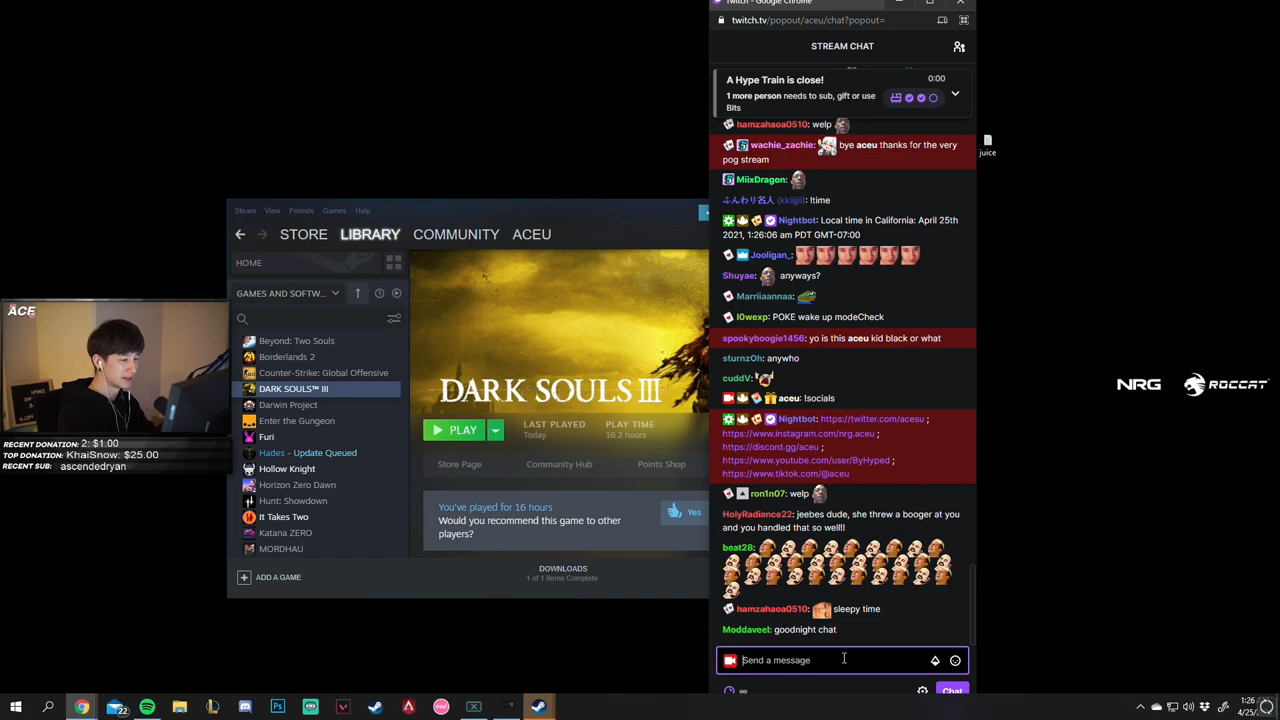 Twitch - Google Chrome
twitch.tv/popout/aceu/chat?popout=
STREAM CHAT
A Hype Train is close!
0:00
1 more person needs to sub, gift or use
Bits
hamzahaoa0510: welp
wachie_zachie: bye aceu thanks for the very
pog stream
MiixDragon:
ふんわり名人 (kkiijjii): !time
Nightbot: Local time in California: April 25th
2021, 1:26:06 am PDT GMT-07:00
Jooligan_:
Shuyae: anyways?
Marriiaannaa:
l0wexp: POKE wake up modeCheck
spookyboogie1456: yo is this aceu kid black or what
sturnzOh: anywho
cuddV:
aceu: !socials
Nightbot: https://twitter.com/acesu ;
https://www.instagram.com/nrg.aceu ;
https://discord.gg/aceu ;
https://www.youtube.com/user/ByHyped ;
https://www.tiktok.com/@aceu
ron1n07: welp
HolyRadiance22: jeebes dude, she threw a booger at you
and you handled that so well!!
beat28:
hamzahaoa0510: sleepy time
Moddaveel: goodnight chat
Send a message
Chat
juice
Steam View Friends Games Help
STORE LIBRARY COMMUNITY ACEU
HOME
GAMES AND SOFTW...
Beyond: Two Souls
Borderlands 2
Counter-Strike: Global Offensive
DARK SOULS™ III
Darwin Project
Enter the Gungeon
Furi
Hades - Update Queued
Hollow Knight
Horizon Zero Dawn
Hunt: Showdown
It Takes Two
Katana ZERO
MORDHAU
ADD A GAME
DARK SOULS III
PLAY
LAST PLAYED
Today
PLAY TIME
16.2 hours
Store Page
Community Hub
Points Shop
You've played for 16 hours
Would you recommend this game to other
players?
Yes
DOWNLOADS
1 of 1 Items Complete
ACE
RECENT DONATION: 2: $1.00
TOP DONATION: KhaiSnow: $25.00
RECENT SUB: ascendedryan
NRG
ROCCAT
22
1:26
4/25/